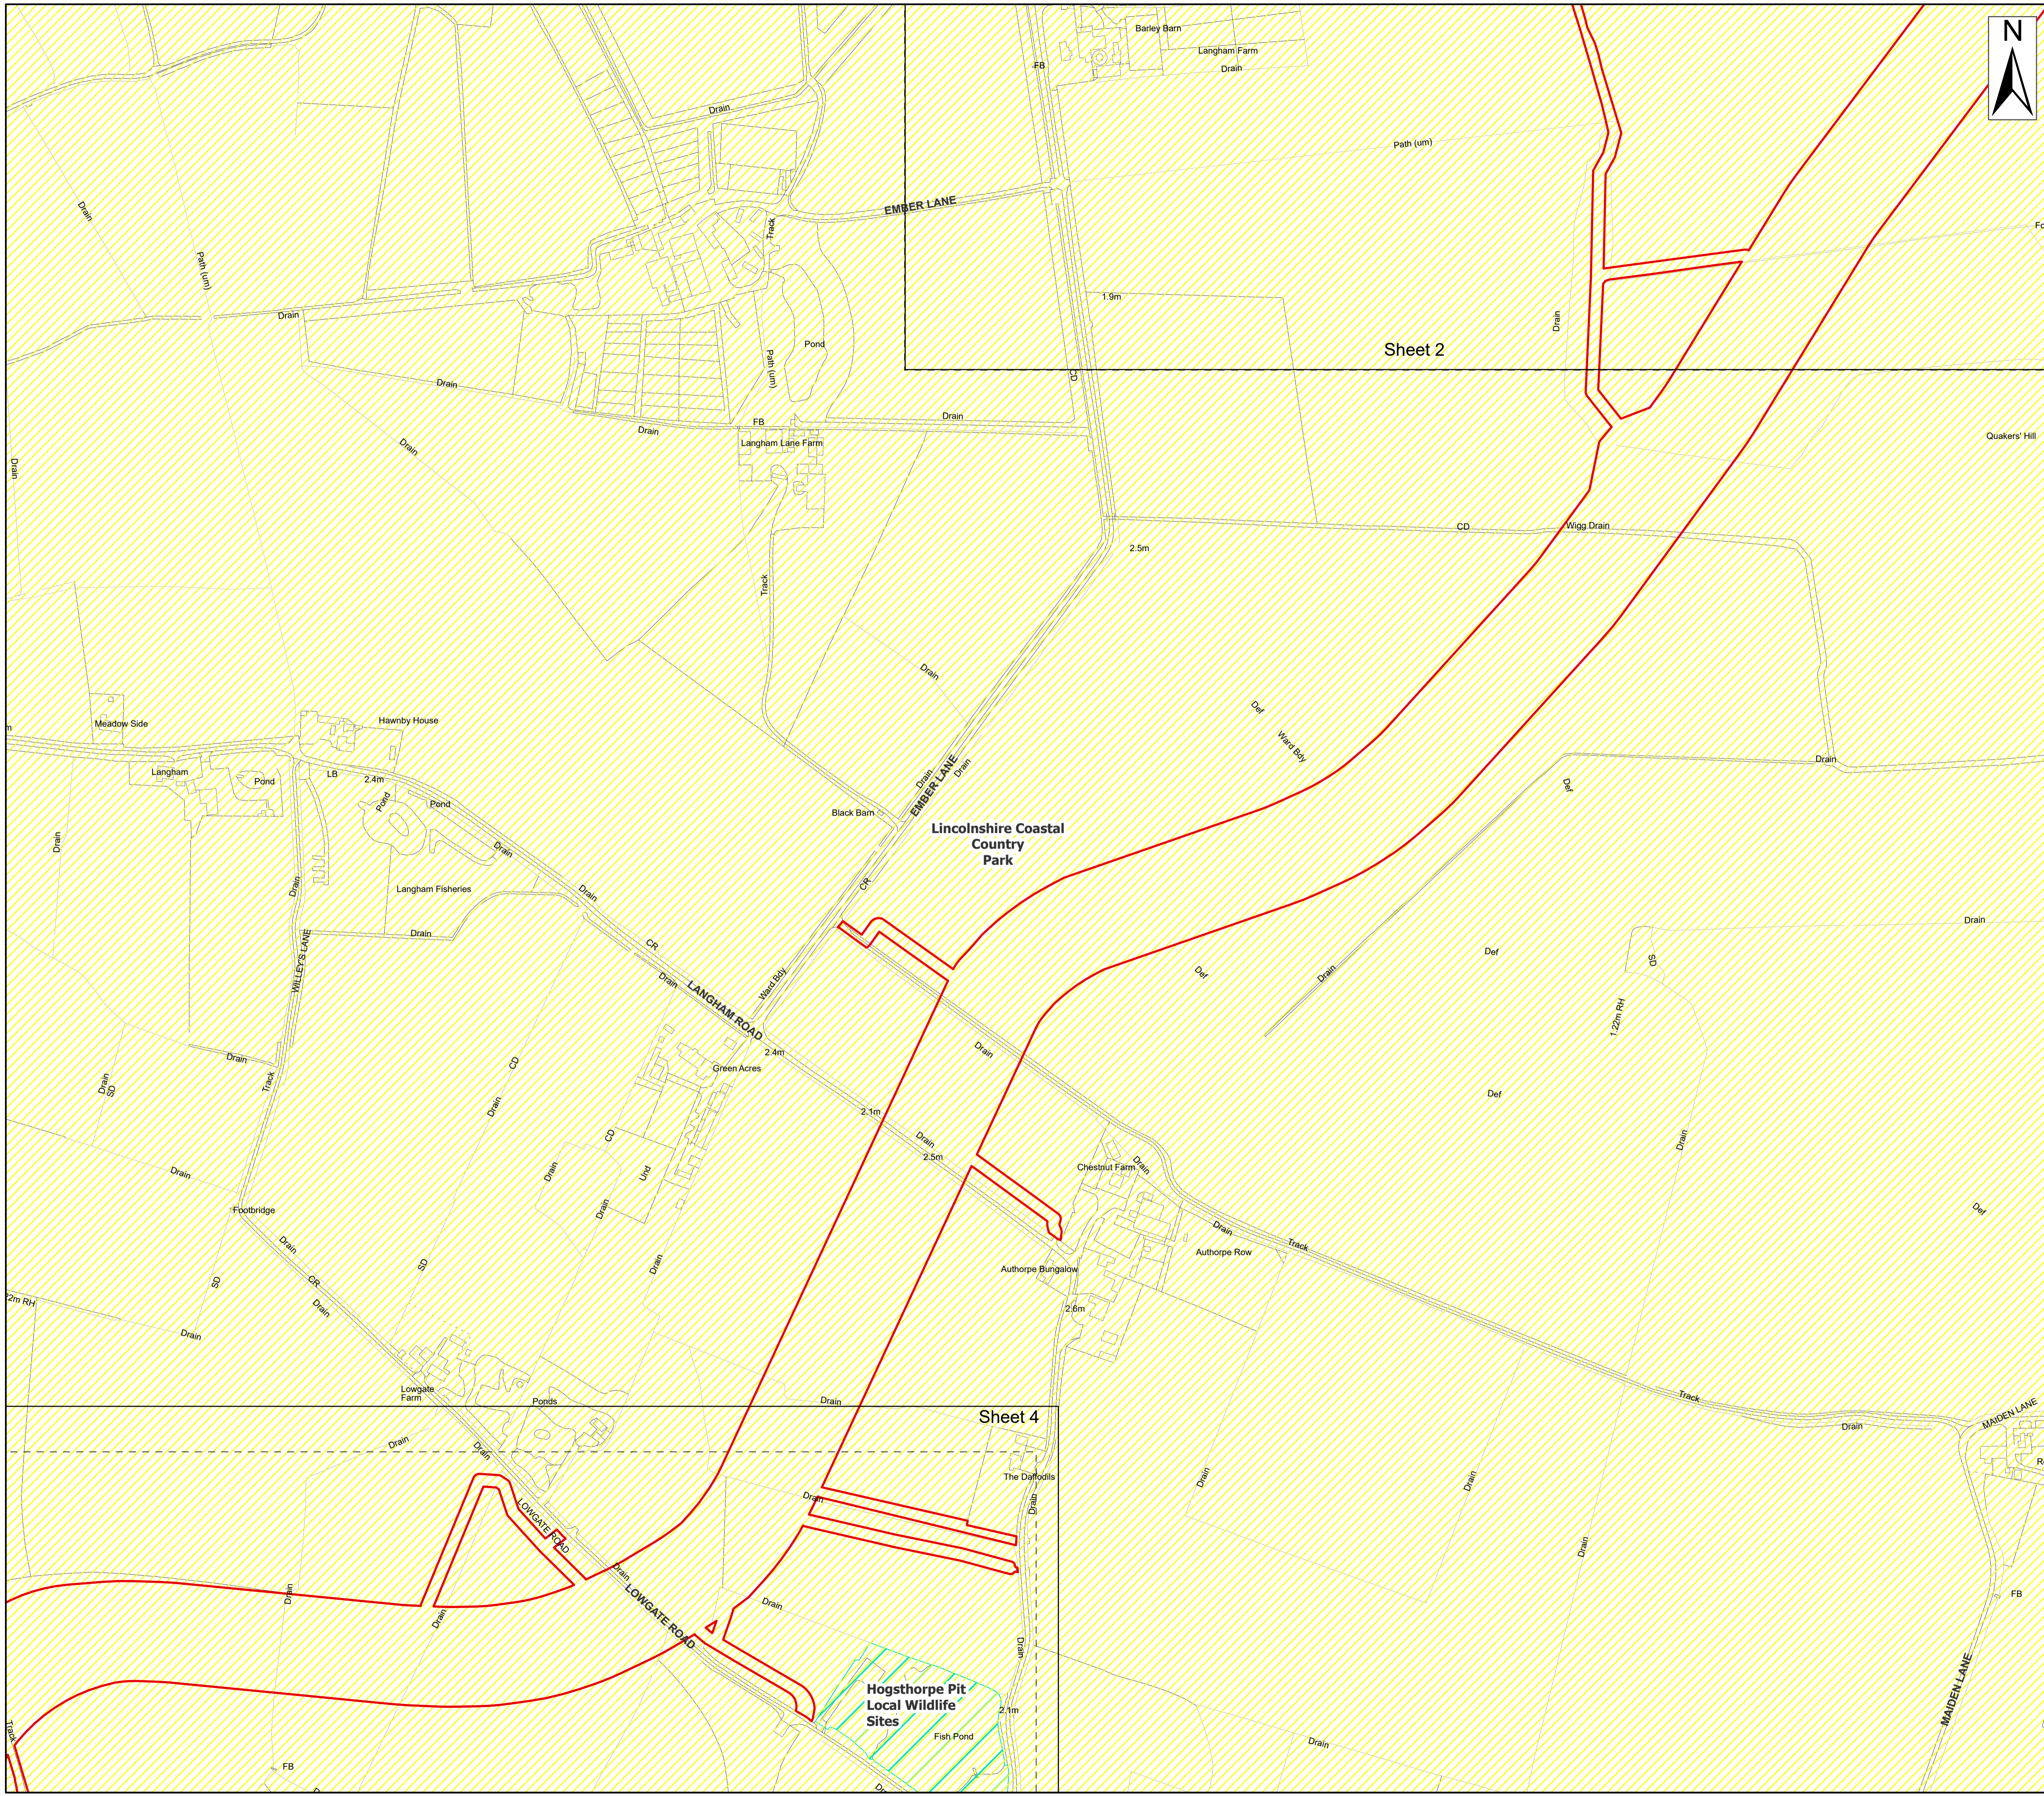 N
Barley Barn
Langham Farm
FB
Drain
Drain
Path (um)
Drain
EMBER LANE
Track
Path (um)
1.9m
Drain
Pond
Drain
Sheet 2
Path (um)
CD
Drain
FB
Drain
Drain
Drain
Langham Lane Farm
Quakers' Hill
Drain
CD
Wigg Drain
2.5m
Track
Drain
Def
Ward Bdy
Meadow Side
Hawnby House
Langham
Pond
LB
2.4m
Pond
Pond
Drain
Drain
EMBER LANE
Drain
Def
Black Barn
Lincolnshire Coastal
Country
Park
Drain
Drain
Drain
Langham Fisheries
Drain
CR
Drain
Drain
CR
WILLEY'S LANE
Def
SD
Drain
Def
Drain
Ward Bdy
LANGHAM ROAD
1.22m RH
Drain
2.4m
Green Acres
Drain
Track
Drain
SD
CD
Drain
2.1m
Def
CD
Drain
2.5m
Drain
Chestnut Farm
Drain
Drain
Drain
Und
Drain
Footbridge
Drain
Def
Drain
Track
Authorpe Row
Drain
SD
CR
Drain
SD
Authorpe Bungalow
2m RH
Drain
2.6m
Lowgate
Farm
Ponds
Drain
Track
MAIDEN LANE
Drain
Sheet 4
Drain
Drain
The Daffodils
Drain
Drain
Drain
Drain
LOWGATE ROAD
Drain
Drain
Drain
Drain
LOWGATE ROAD
Drain
FB
Drain
MAIDEN LANE
Hogsthorpe Pit
Local Wildlife
Sites
2.1m
Fish Pond
Track
Drain
FB